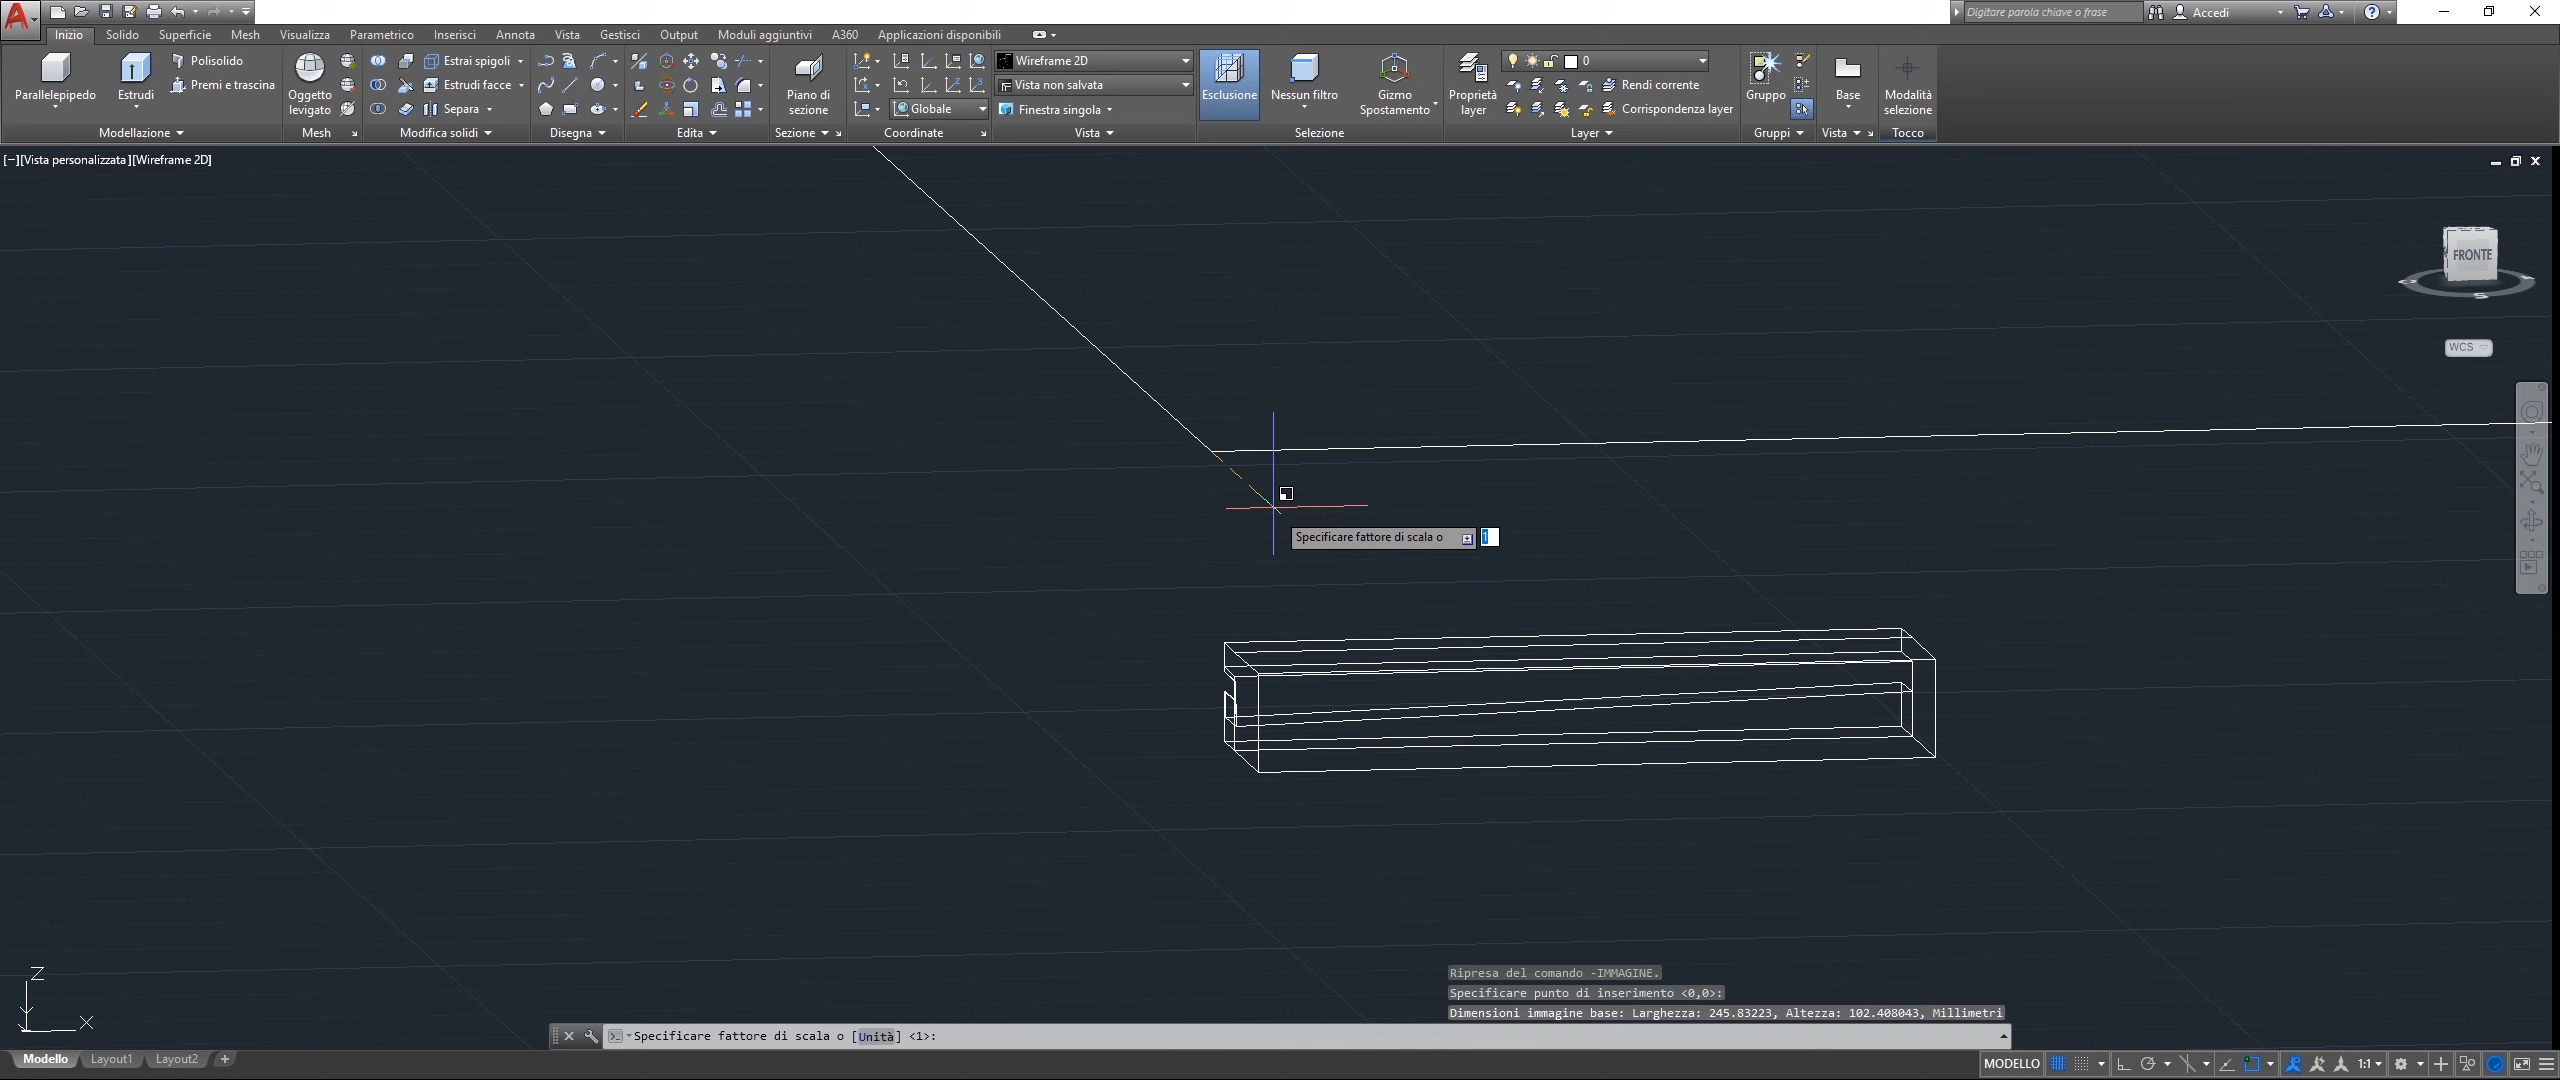 Digitare parola chiave o frase
Accedi
Inizio Solido Superficie Mesh Visualizza Parametrico Inserisci Annota Vista Gestisci Output Moduli aggiuntivi A360 Applicazioni disponibili
Parallelepipedo
Estrudi
Polisolido
Premi e trascina
Modellazione
Oggetto
levigato
Mesh
Estrai spigoli
Estrudi facce
Separa
Modifica solidi
Disegna
Edita
Piano di
sezione
Sezione
Globale
Coordinate
Wireframe 2D
Vista non salvata
Finestra singola
Vista
Esclusione
Nessun filtro
Gizmo
Spostamento
Selezione
Proprietà
layer
0
Rendi corrente
Corrispondenza layer
Layer
Gruppo
Gruppi
Base
Vista
Modalità
selezione
Tocco
[−][Vista personalizzata][Wireframe 2D]
FRONTE
S
WCS
Specificare fattore di scala o 1
Z
X
Ripresa del comando -IMMAGINE.
Specificare punto di inserimento <0,0>:
Dimensioni immagine base: Larghezza: 245.83223, Altezza: 102.408043, Millimetri
Specificare fattore di scala o [Unità] <1>:
Modello Layout1 Layout2 +
MODELLO
1:1